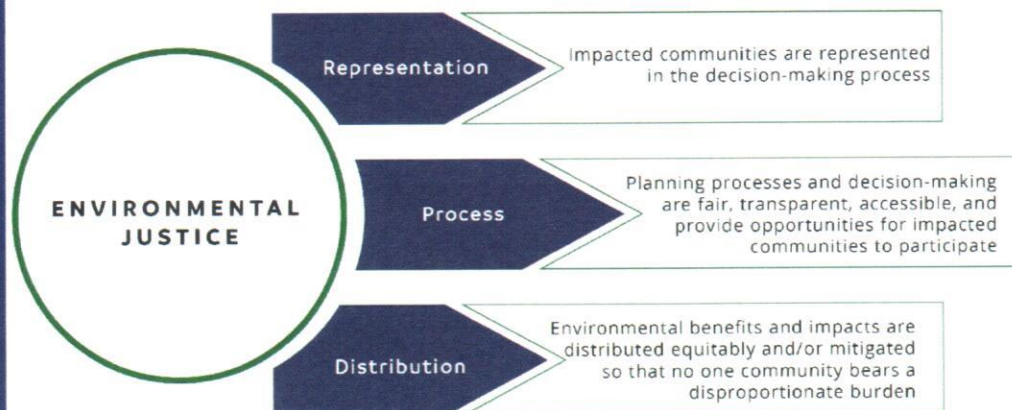 Representation
Impacted communities are represented
in the decision-making process
ENVIRONMENTAL
JUSTICE
Process
Planning processes and decision-making
are fair, transparent, accessible, and
provide opportunities for impacted
communities to participate
Distribution
Environmental benefits and impacts are
distributed equitably and/or mitigated
so that no one community bears a
disproportionate burden